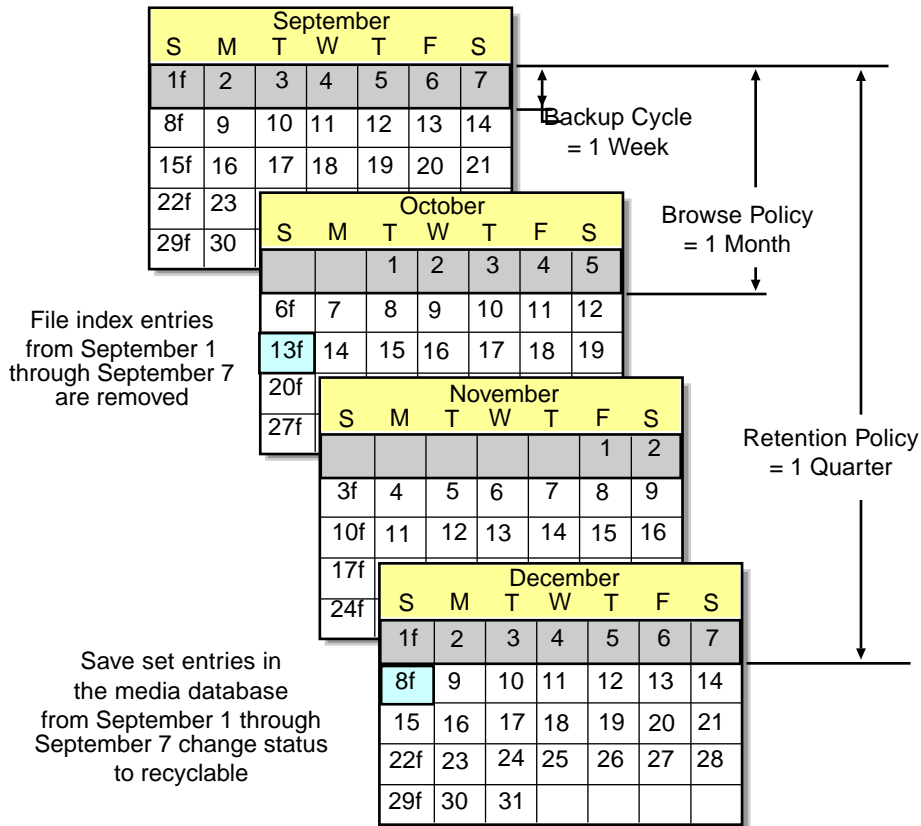 September
S M T W T F S
1f 2 3 4 5 6 7
8f 9 10 11 12 13 14
15f 16 17 18 19 20 21
22f 23
29f 30
Backup Cycle
= 1 Week
October
S M T W T F S
1 2 3 4 5
6f 7 8 9 10 11 12
13f 14 15 16 17 18 19
20f
27f
Browse Policy
= 1 Month
File index entries
from September 1
through September 7
are removed
November
S M T W T F S
1 2
3f 4 5 6 7 8 9
10f 11 12 13 14 15 16
17f
24f
Retention Policy
= 1 Quarter
December
S M T W T F S
1f 2 3 4 5 6 7
8f 9 10 11 12 13 14
15 16 17 18 19 20 21
22f 23 24 25 26 27 28
29f 30 31
Save set entries in
the media database
from September 1 through
September 7 change status
to recyclable